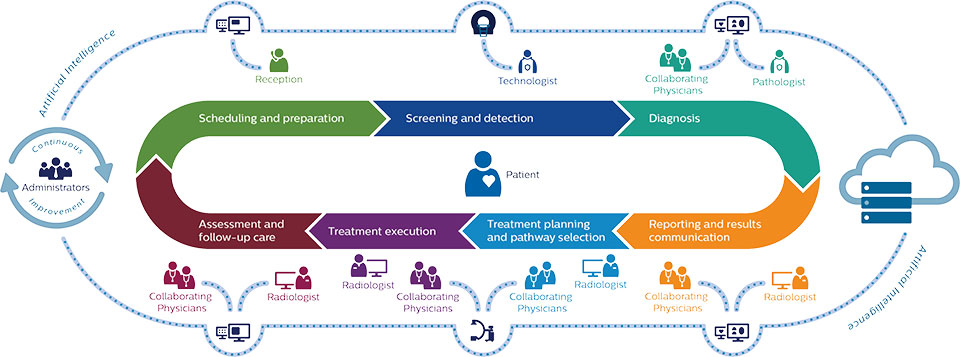 Artificial Intelligence
Reception
Technologist
Collaborating
Physicians
Pathologist
Scheduling and preparation
Screening and detection
Diagnosis
Continuous
Administrators
Improvement
Patient
Assessment and
follow-up care
Treatment execution
Treatment planning
and pathway selection
Reporting and results
communication
Collaborating
Physicians
Radiologist
Radiologist
Collaborating
Physicians
Collaborating
Physicians
Radiologist
Collaborating
Physicians
Radiologist
Artificial Intelligence